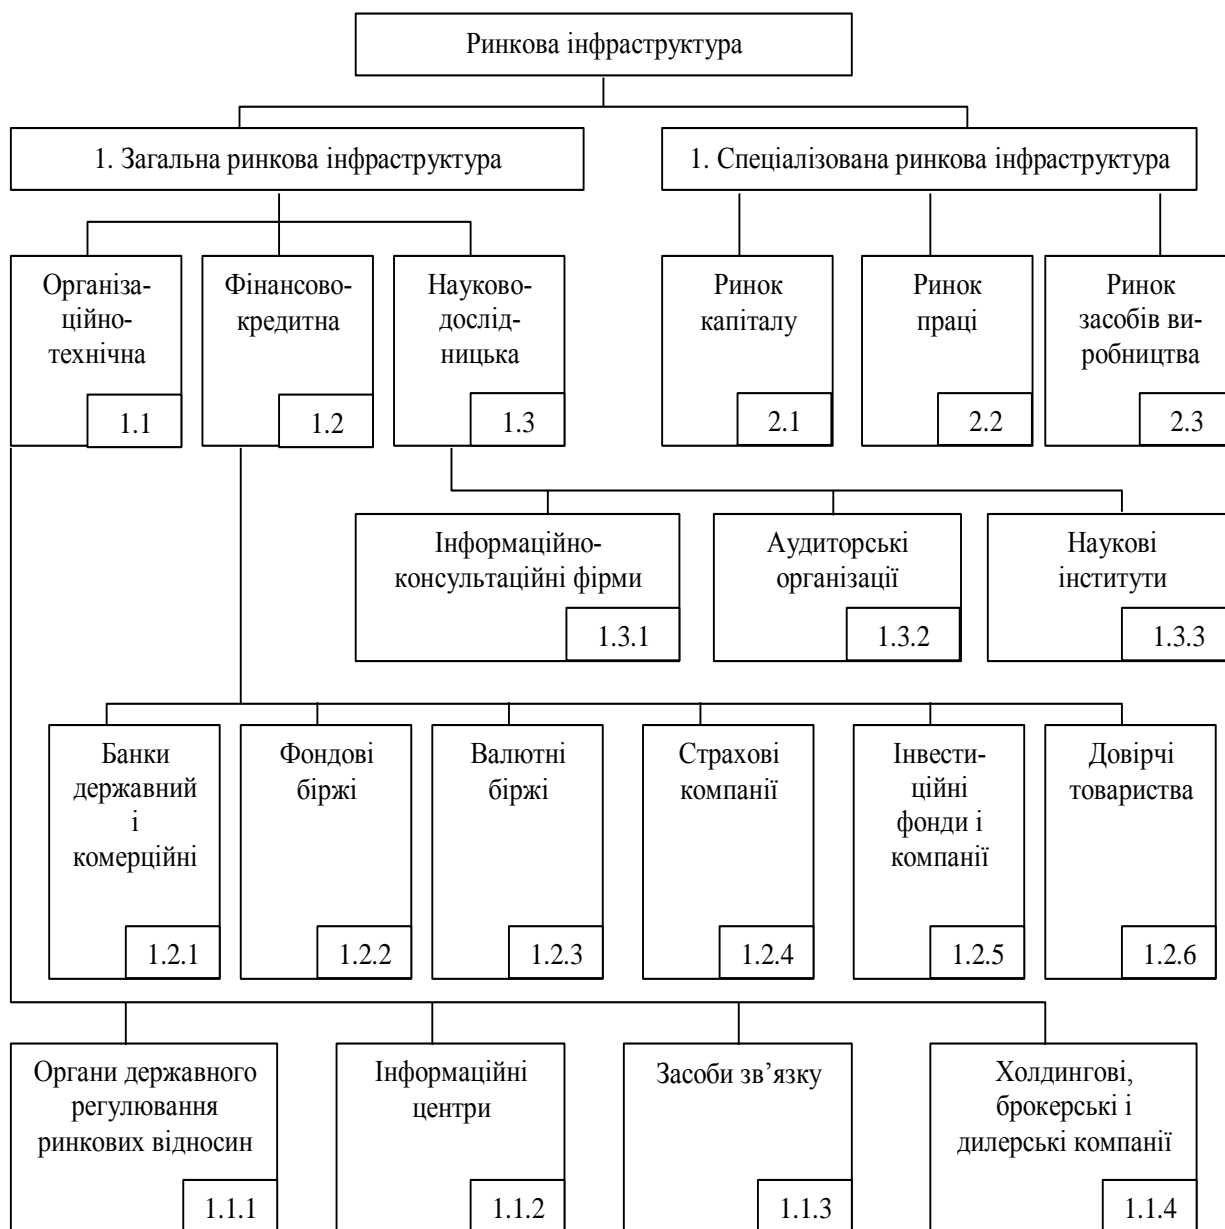 Ринкова інфраструктура
1. Загальна ринкова інфраструктура
1. Спеціалізована ринкова інфраструктура
Організа-
ційно-
технічна
1.1
Фінансово-
кредитна
1.2
Науково-
дослід-
ницька
1.3
Ринок
капіталу
2.1
Ринок
праці
2.2
Ринок
засобів ви-
робництва
2.3
Інформаційно-
консультаційні фірми
1.3.1
Аудиторські
організації
1.3.2
Наукові
інститути
1.3.3
Банки
державний
і
комерційні
1.2.1
Фондові
біржі
1.2.2
Валютні
біржі
1.2.3
Страхові
компанії
1.2.4
Інвести-
ційні
фонди і
компанії
1.2.5
Довірчі
товариства
1.2.6
Органи державного
регулювання
ринкових відносин
1.1.1
Інформаційні
центри
1.1.2
Засоби зв’язку
1.1.3
Холдингові,
брокерські і
дилерські компанії
1.1.4